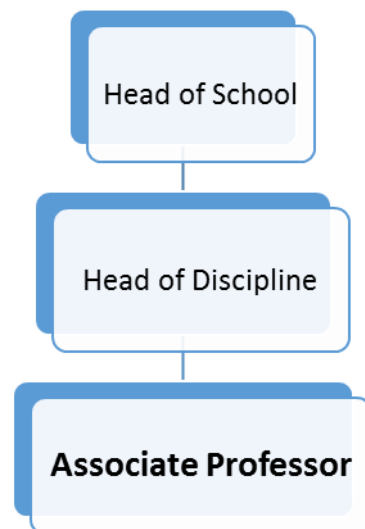 Head of School
Head of Discipline
Associate Professor